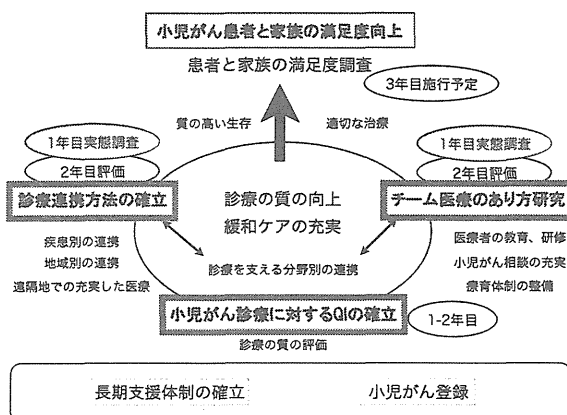 小児がん患者と家族の満足度向上
患者と家族の満足度調査
3年目施行予定
質の高い生存
適切な治療
1年目実態調査
2年目評価
診療連携方法の確立
疾患別の連携
地域別の連携
遠隔地での充実した医療
診療の質の向上
緩和ケアの充実
診療を支える分野別の連携
1年目実態調査
2年目評価
チーム医療のあり方研究
医療者の教育、研修
小児がん相談の充実
療育体制の整備
小児がん診療に対するQIの確立
1-2年目
診療の質の評価
長期支援体制の確立
小児がん登録